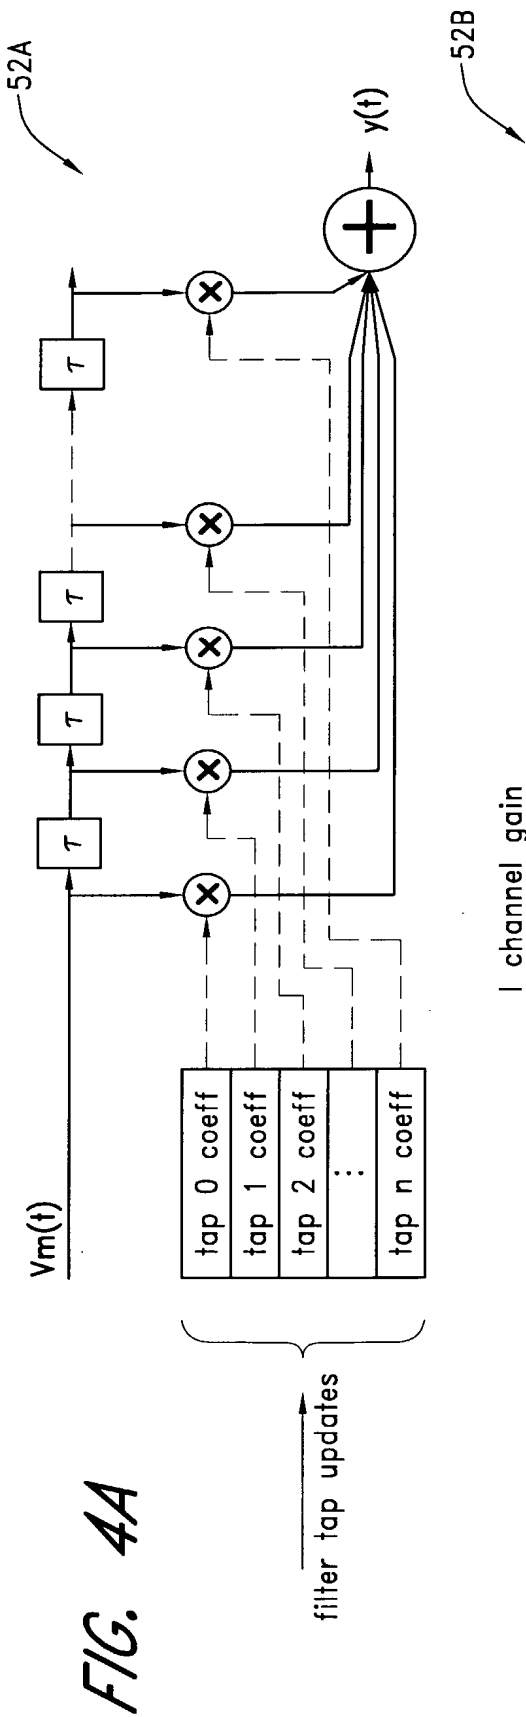 FIG. 4A
52A
Vm(t)
τ
τ
τ
τ
×
×
×
×
×
+
y(t)
filter tap updates
tap 0 coeff
tap 1 coeff
tap 2 coeff
⋮
tap n coeff
52B
I channel gain